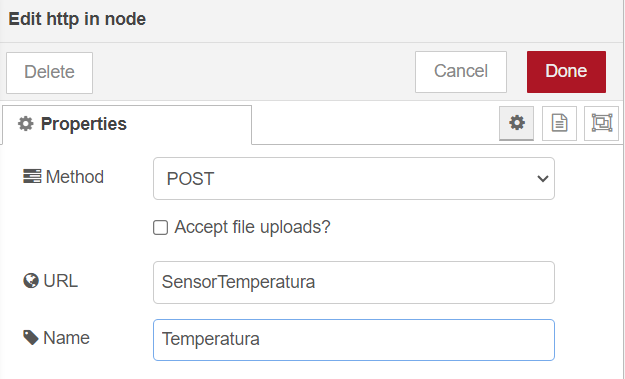 Edit http in node
Delete
Cancel
Done
Properties
Method
POST
Accept file uploads?
URL
SensorTemperatura
Name
Temperatura